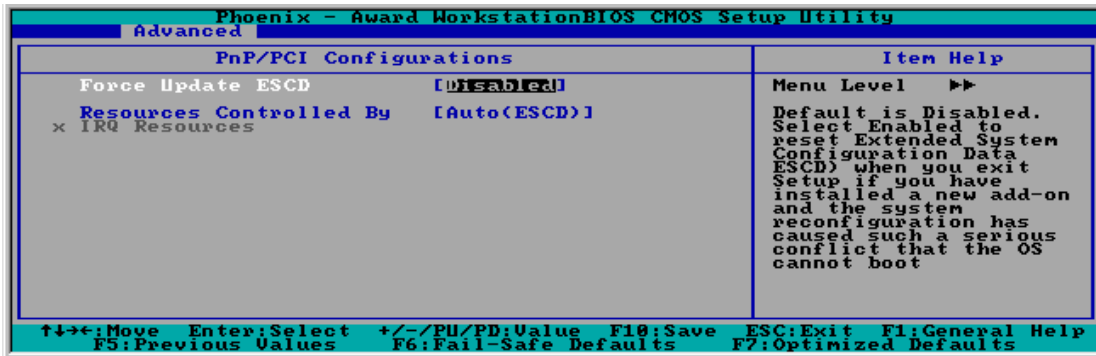 Phoenix - Award WorkstationBIOS CMOS Setup Utility
Advanced
PnP/PCI Configurations
Force Update ESCD [Disabled]
Resources Controlled By [Auto(ESCD)]
x IRQ Resources
Item Help
Menu Level ▶▶
Default is Disabled.
Select Enabled to
reset Extended System
Configuration Data
ESCD) when you exit
Setup if you have
installed a new add-on
and the system
reconfiguration has
caused such a serious
conflict that the OS
cannot boot
↑↓→←:Move Enter:Select +/-/PU/PD:Value F10:Save ESC:Exit F1:General Help
F5:Previous Values F6:Fail-Safe Defaults F7:Optimized Defaults